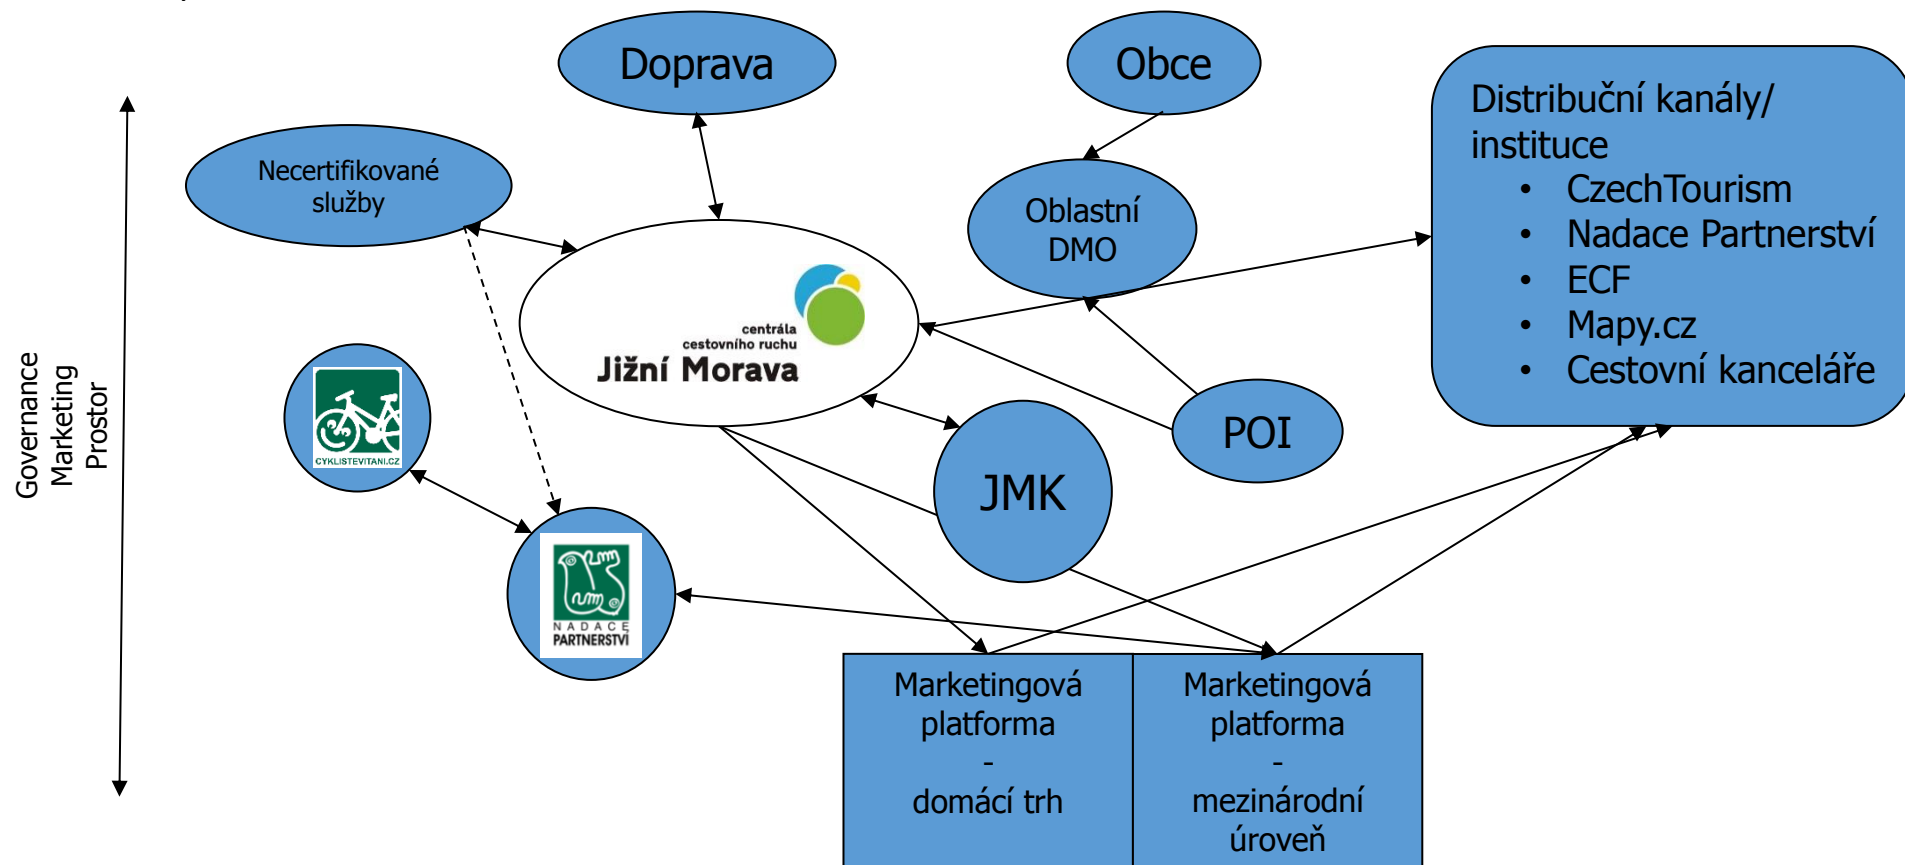 Doprava
Obce
Distribuční kanály/
instituce
• CzechTourism
• Nadace Partnerství
• ECF
• Mapy.cz
• Cestovní kanceláře
Necertifikované
služby
Oblastní
DMO
centrála
cestovního ruchu
Jižní Morava
Governance
Marketing
Prostor
CYKLISTEVITANI.CZ
POI
JMK
NADACE
PARTNERSTVÍ
Marketingová
platforma
-
domácí trh
Marketingová
platforma
-
mezinárodní
úroveň